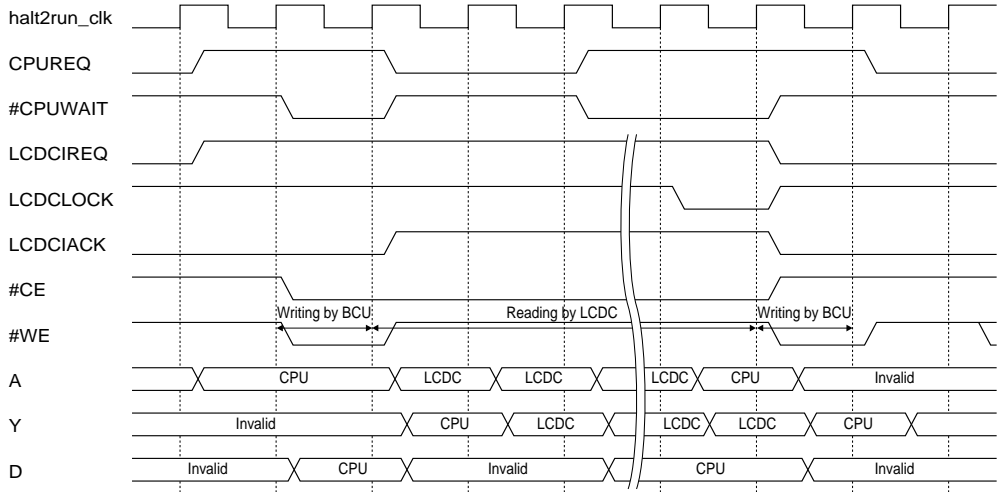 halt2run_clk
CPUREQ
#CPUWAIT
LCDCIREQ
LCDCLOCK
LCDCIACK
#CE
Writing by BCU Reading by LCDC Writing by BCU
#WE
A CPU LCDC LCDC LCDC CPU Invalid
Y Invalid CPU LCDC LCDC LCDC CPU
D Invalid CPU Invalid CPU Invalid